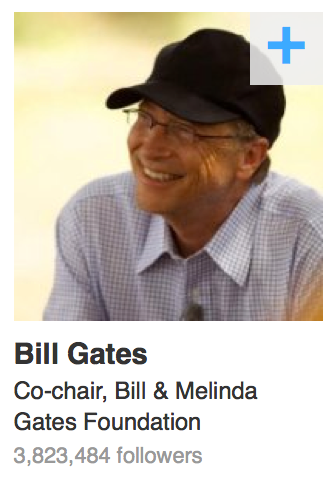 Bill Gates
Co-chair, Bill & Melinda
Gates Foundation
3,823,484 followers